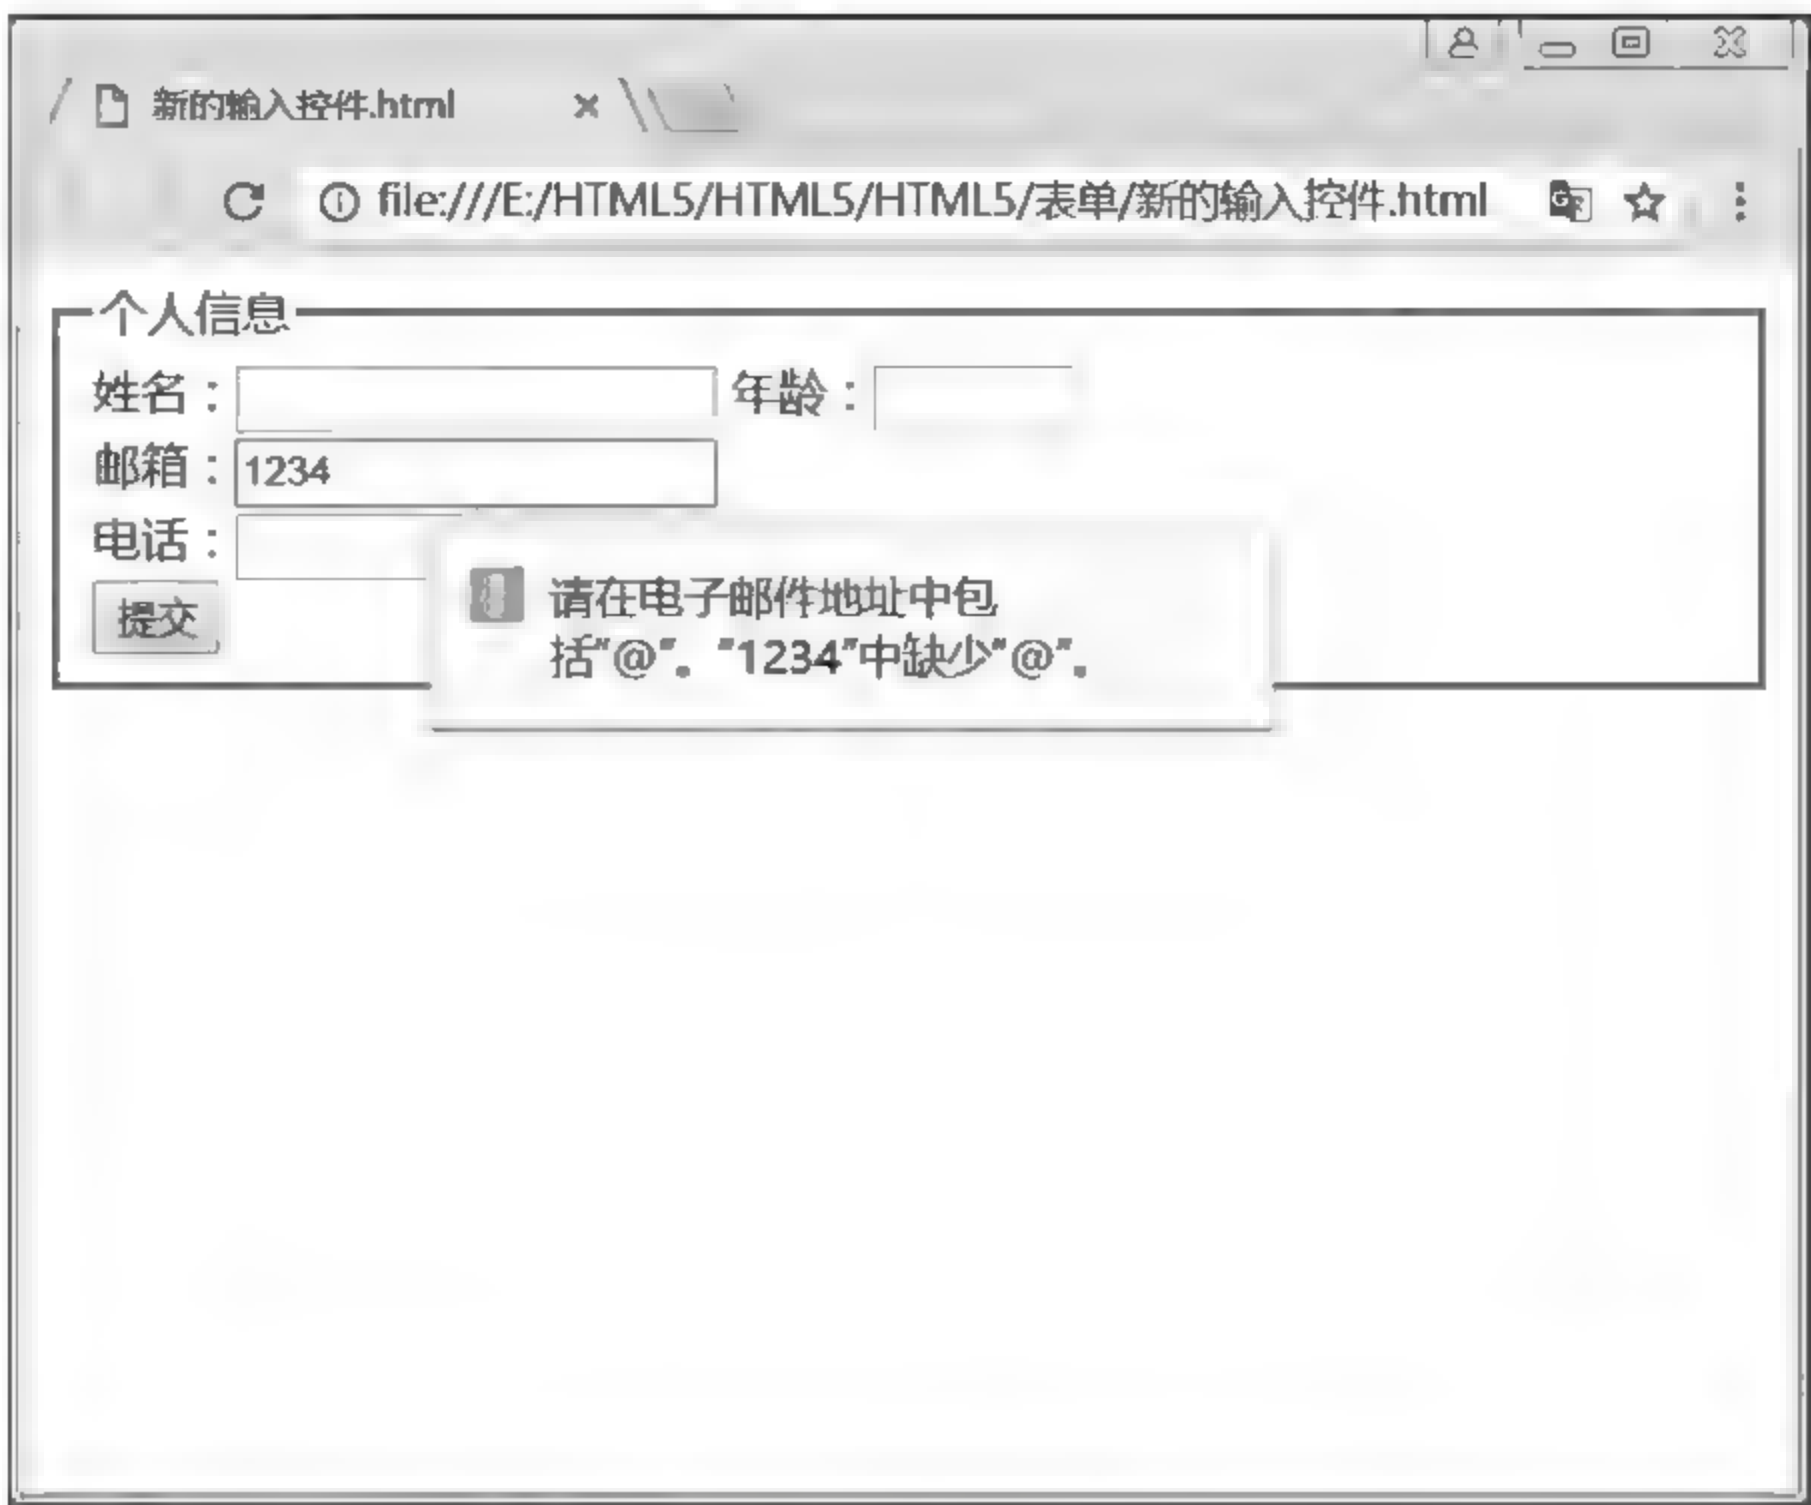 新的输入控件.html
file:///E:/HTML5/HTML5/HTML5/表单/新的输入控件.html
个人信息
姓名： 年龄：
邮箱：1234
电话：
提交
请在电子邮件地址中包
括"@"。"1234"中缺少"@"。